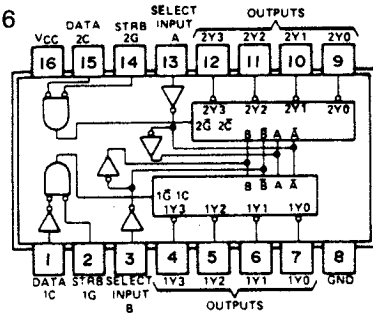 6
DATA STRB SELECT INPUT OUTPUTS
VCC 2C 2G A 2Y3 2Y2 2Y1 2Y0
16 15 14 13 12 11 10 9
2Y3 2Y2 2Y1 2Y0
2G̅ 2C̅
B B̅ A A̅
B B̅ A A̅
1G̅ 1C
1Y3 1Y2 1Y1 1Y0
1 2 3 4 5 6 7 8
DATA STRB SELECT 1Y3 1Y2 1Y1 1Y0 GND
1C 1G INPUT OUTPUTS
B